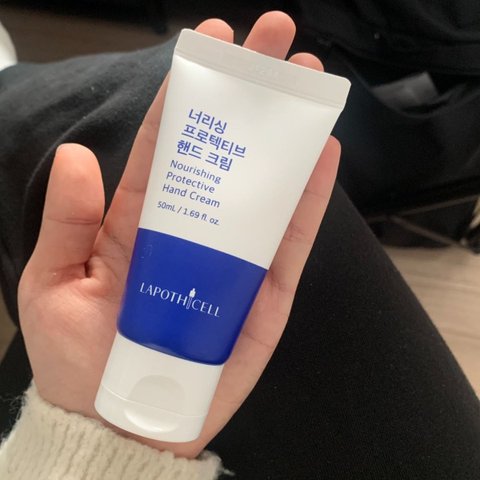 너리싱
프로텍티브
핸드 크림
Nourishing
Protective
Hand Cream
50mL / 1.69 fl. oz.
LAPOTHICELL